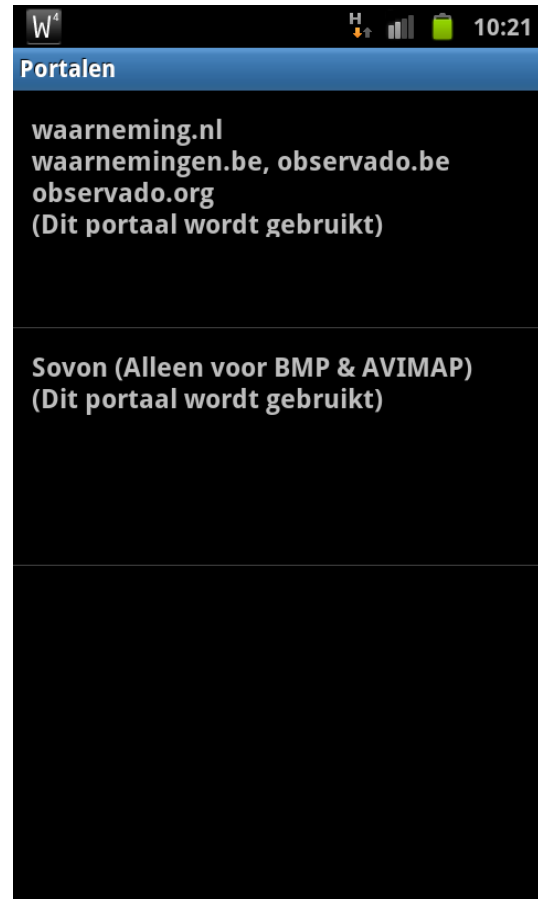 W4
H
10:21
Portalen
waarneming.nl
waarnemingen.be, observado.be
observado.org
(Dit portaal wordt gebruikt)
Sovon (Alleen voor BMP & AVIMAP)
(Dit portaal wordt gebruikt)